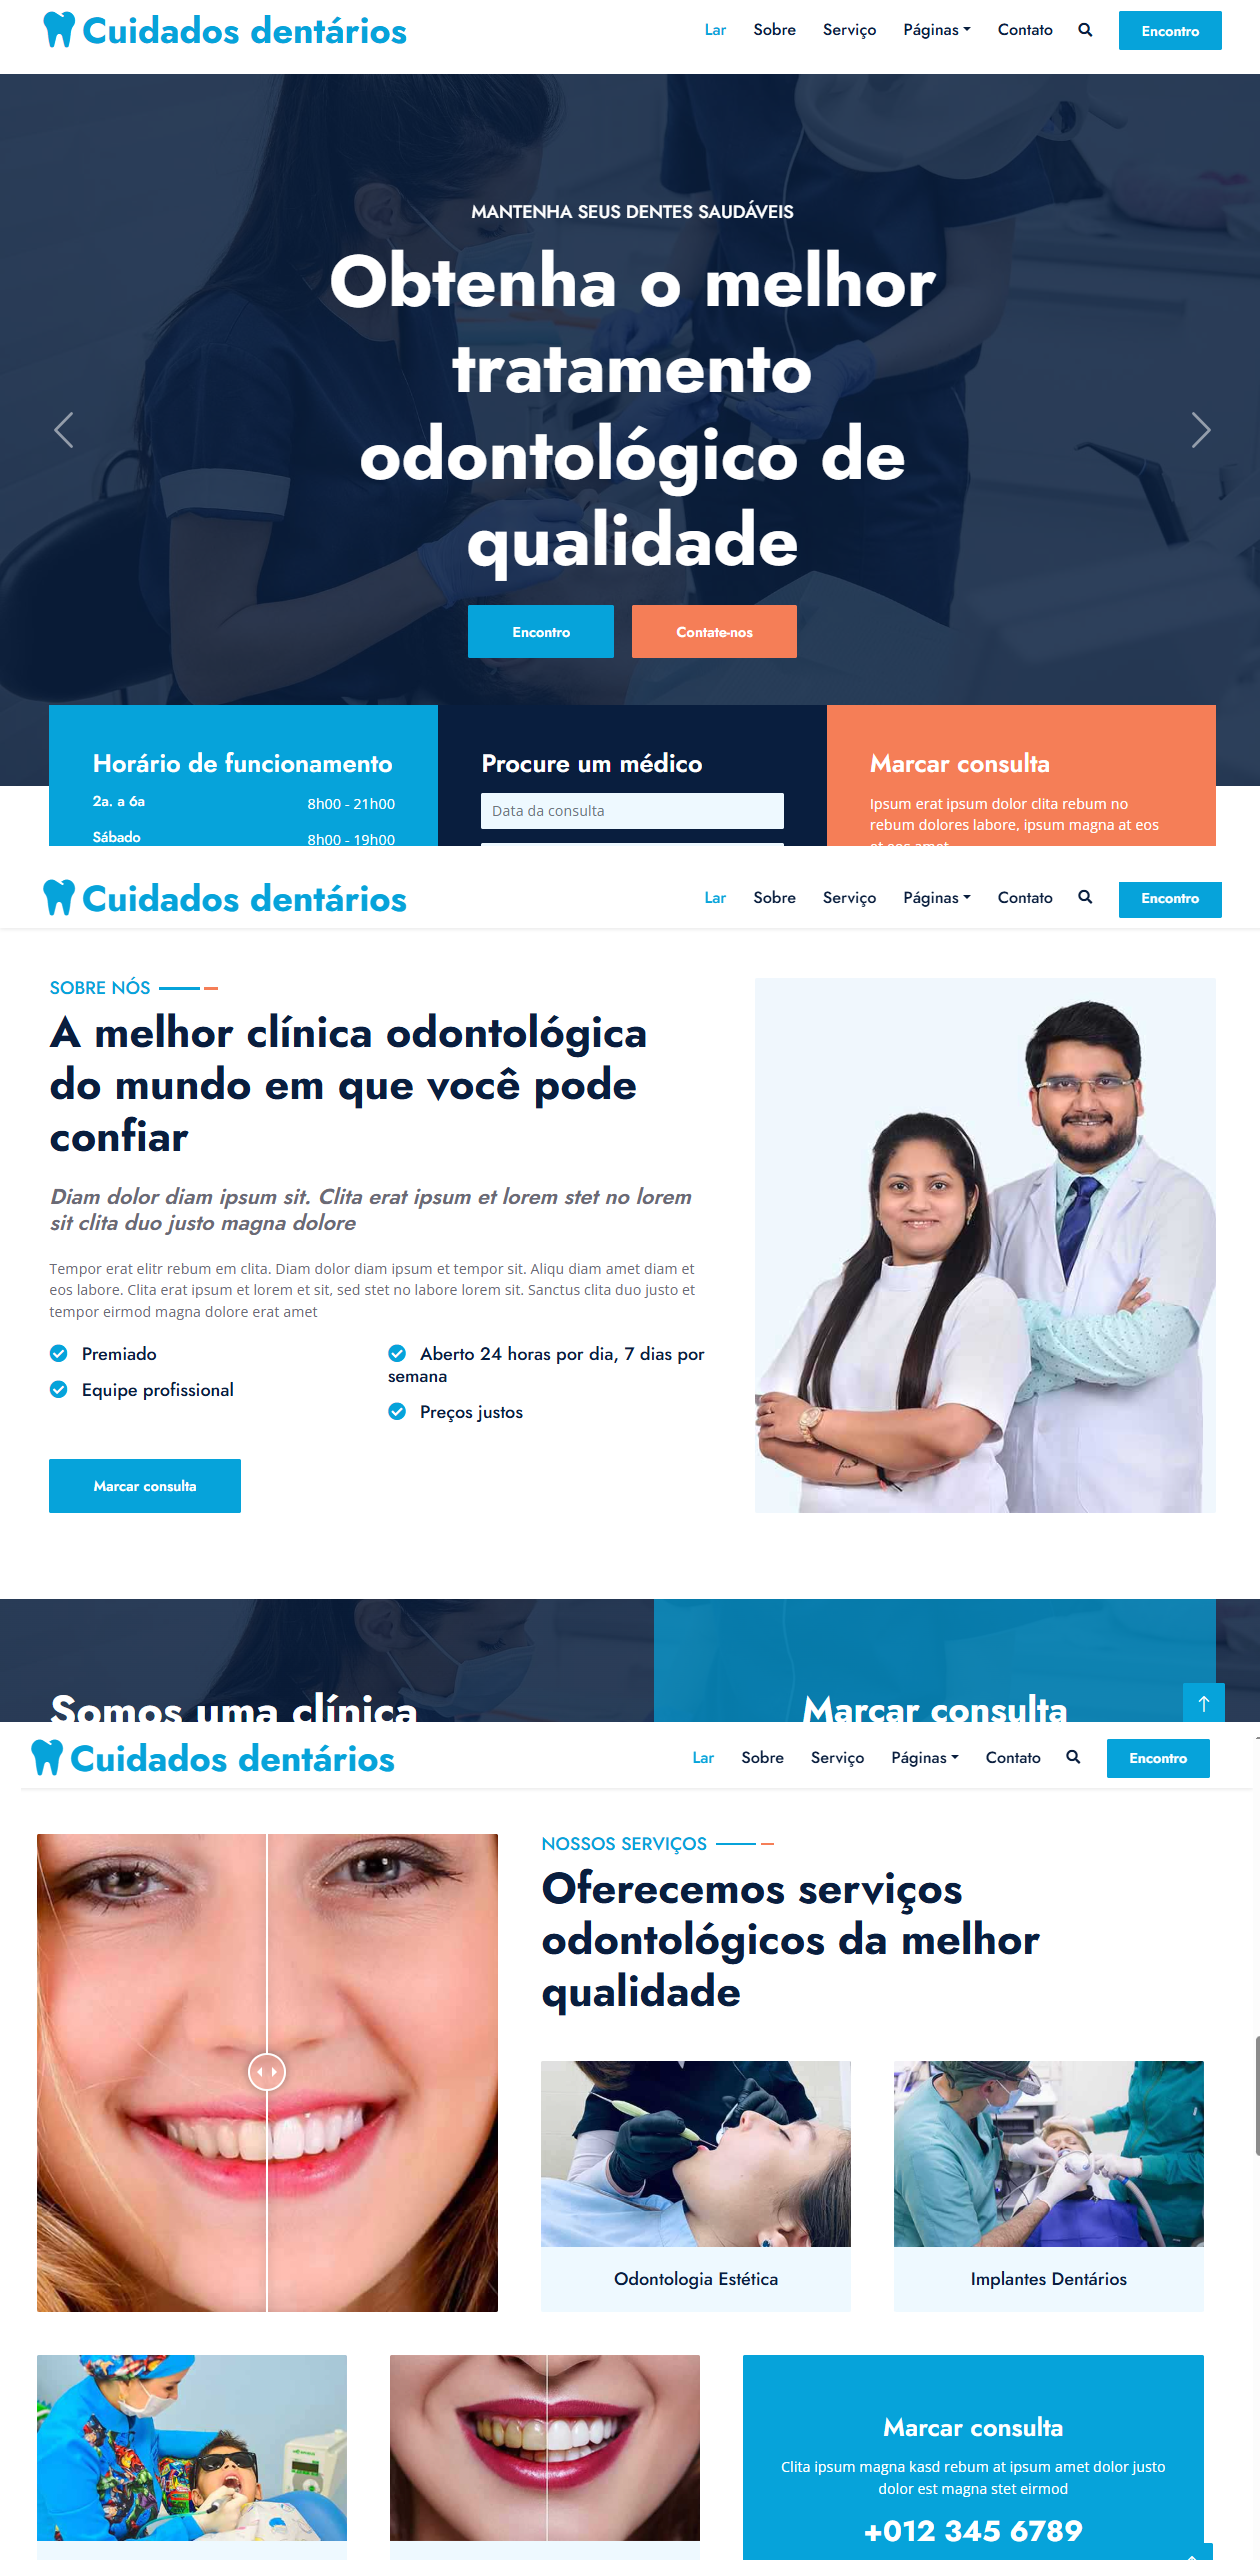 Cuidados dentários
Lar Sobre Serviço Páginas Contato Encontro
MANTENHA SEUS DENTES SAUDÁVEIS
Obtenha o melhor
tratamento
odontológico de
qualidade
Encontro Contate-nos
Horário de funcionamento
2a. a 6a 8h00 - 21h00
Sábado 8h00 - 19h00
Procure um médico
Data da consulta
Marcar consulta
Ipsum erat ipsum dolor clita rebum no
rebum dolores labore, ipsum magna at eos
et eos amet
Cuidados dentários
Lar Sobre Serviço Páginas Contato Encontro
SOBRE NÓS
A melhor clínica odontológica
do mundo em que você pode
confiar
Diam dolor diam ipsum sit. Clita erat ipsum et lorem stet no lorem
sit clita duo justo magna dolore
Tempor erat elitr rebum em clita. Diam dolor diam ipsum et tempor sit. Aliqu diam amet diam et
eos labore. Clita erat ipsum et lorem et sit, sed stet no labore lorem sit. Sanctus clita duo justo et
tempor eirmod magna dolore erat amet
Premiado
Equipe profissional
Aberto 24 horas por dia, 7 dias por
semana
Preços justos
Marcar consulta
Somos uma clínica
Marcar consulta
Cuidados dentários
Lar Sobre Serviço Páginas Contato Encontro
NOSSOS SERVIÇOS
Oferecemos serviços
odontológicos da melhor
qualidade
Odontologia Estética
Implantes Dentários
Marcar consulta
Clita ipsum magna kasd rebum at ipsum amet dolor justo
dolor est magna stet eirmod
+012 345 6789